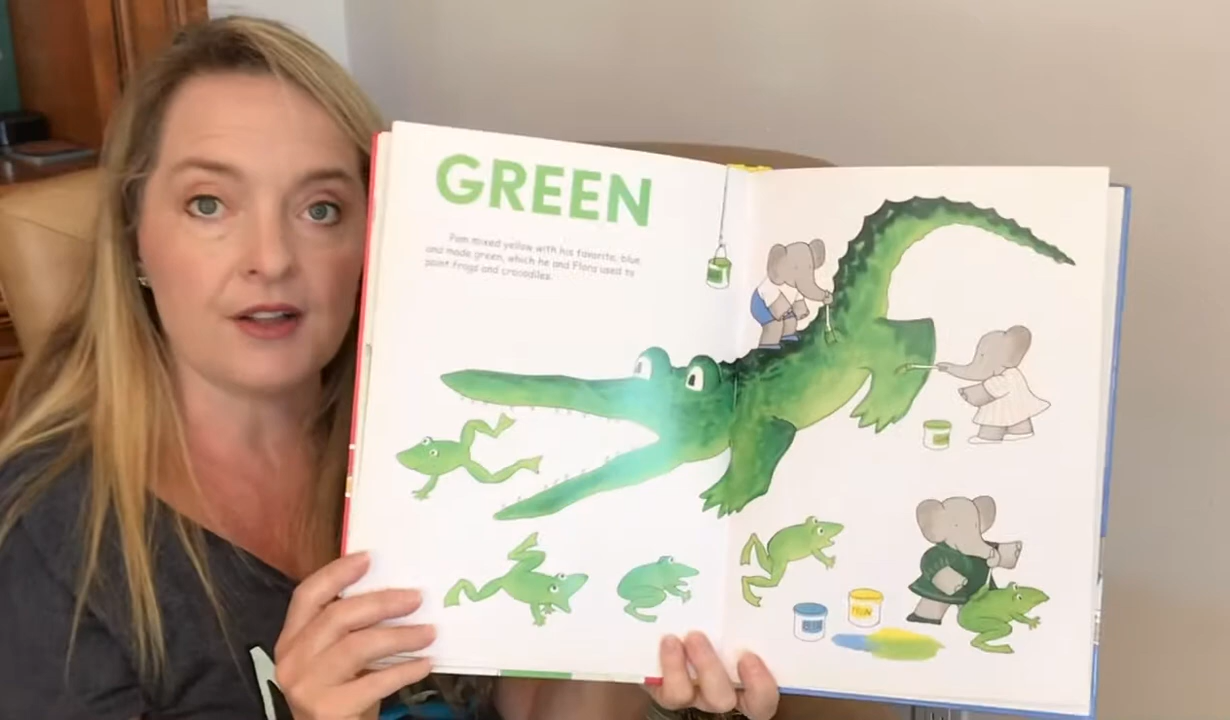 GREEN
Pom mixed yellow with his favorite, blue,
and made green, which he and Flora used to
paint frogs and crocodiles.
BLUE